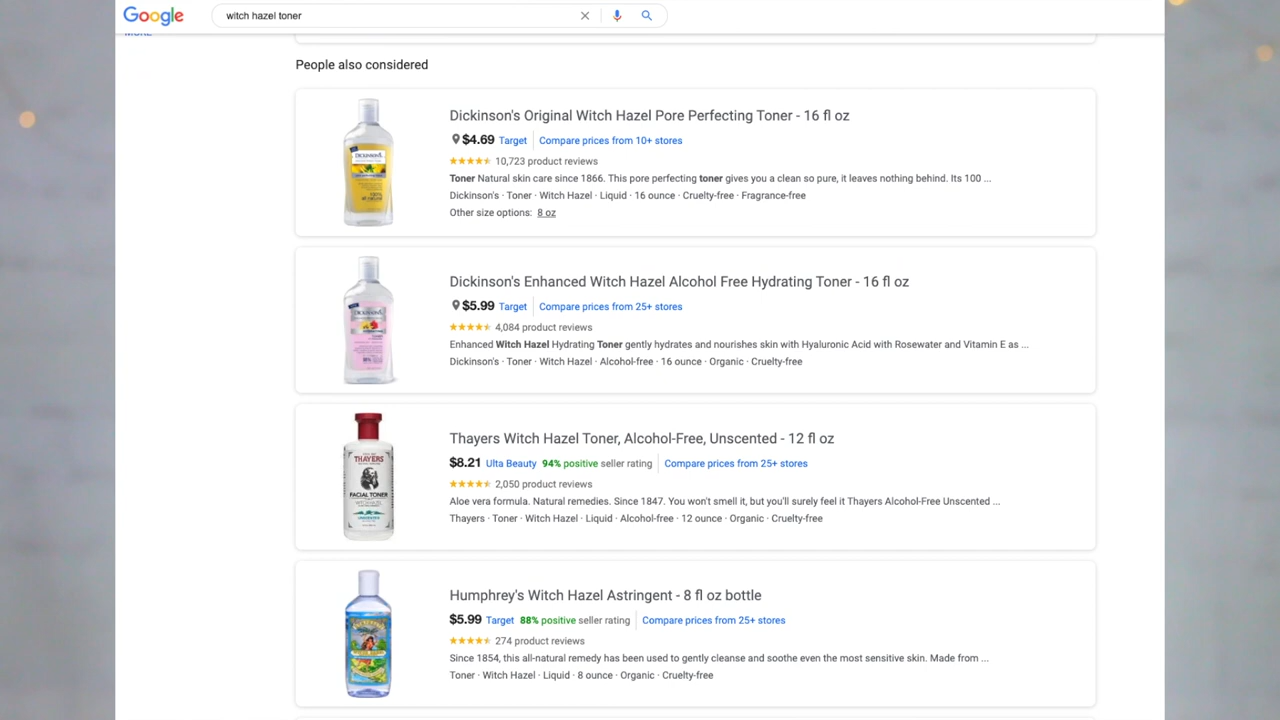 Google
witch hazel toner
MORE
People also considered
Dickinson's Original Witch Hazel Pore Perfecting Toner - 16 fl oz
$4.69 Target Compare prices from 10+ stores
10,723 product reviews
Toner Natural skin care since 1866. This pore perfecting toner gives you a clean so pure, it leaves nothing behind. Its 100 ...
Dickinson's · Toner · Witch Hazel · Liquid · 16 ounce · Cruelty-free · Fragrance-free
Other size options: 8 oz
DICKINSON'S
Dickinson's Enhanced Witch Hazel Alcohol Free Hydrating Toner - 16 fl oz
$5.99 Target Compare prices from 25+ stores
4,084 product reviews
Enhanced Witch Hazel Hydrating Toner gently hydrates and nourishes skin with Hyaluronic Acid with Rosewater and Vitamin E as ...
Dickinson's · Toner · Witch Hazel · Alcohol-free · 16 ounce · Organic · Cruelty-free
DICKINSON'S
Thayers Witch Hazel Toner, Alcohol-Free, Unscented - 12 fl oz
$8.21 Ulta Beauty 94% positive seller rating Compare prices from 25+ stores
2,050 product reviews
Aloe vera formula. Natural remedies. Since 1847. You won't smell it, but you'll surely feel it Thayers Alcohol-Free Unscented ...
Thayers · Toner · Witch Hazel · Liquid · Alcohol-free · 12 ounce · Organic · Cruelty-free
THAYERS
FACIAL TONER
Humphrey's Witch Hazel Astringent - 8 fl oz bottle
$5.99 Target 88% positive seller rating Compare prices from 25+ stores
274 product reviews
Since 1854, this all-natural remedy has been used to gently cleanse and soothe even the most sensitive skin. Made from ...
Toner · Witch Hazel · Liquid · 8 ounce · Organic · Cruelty-free